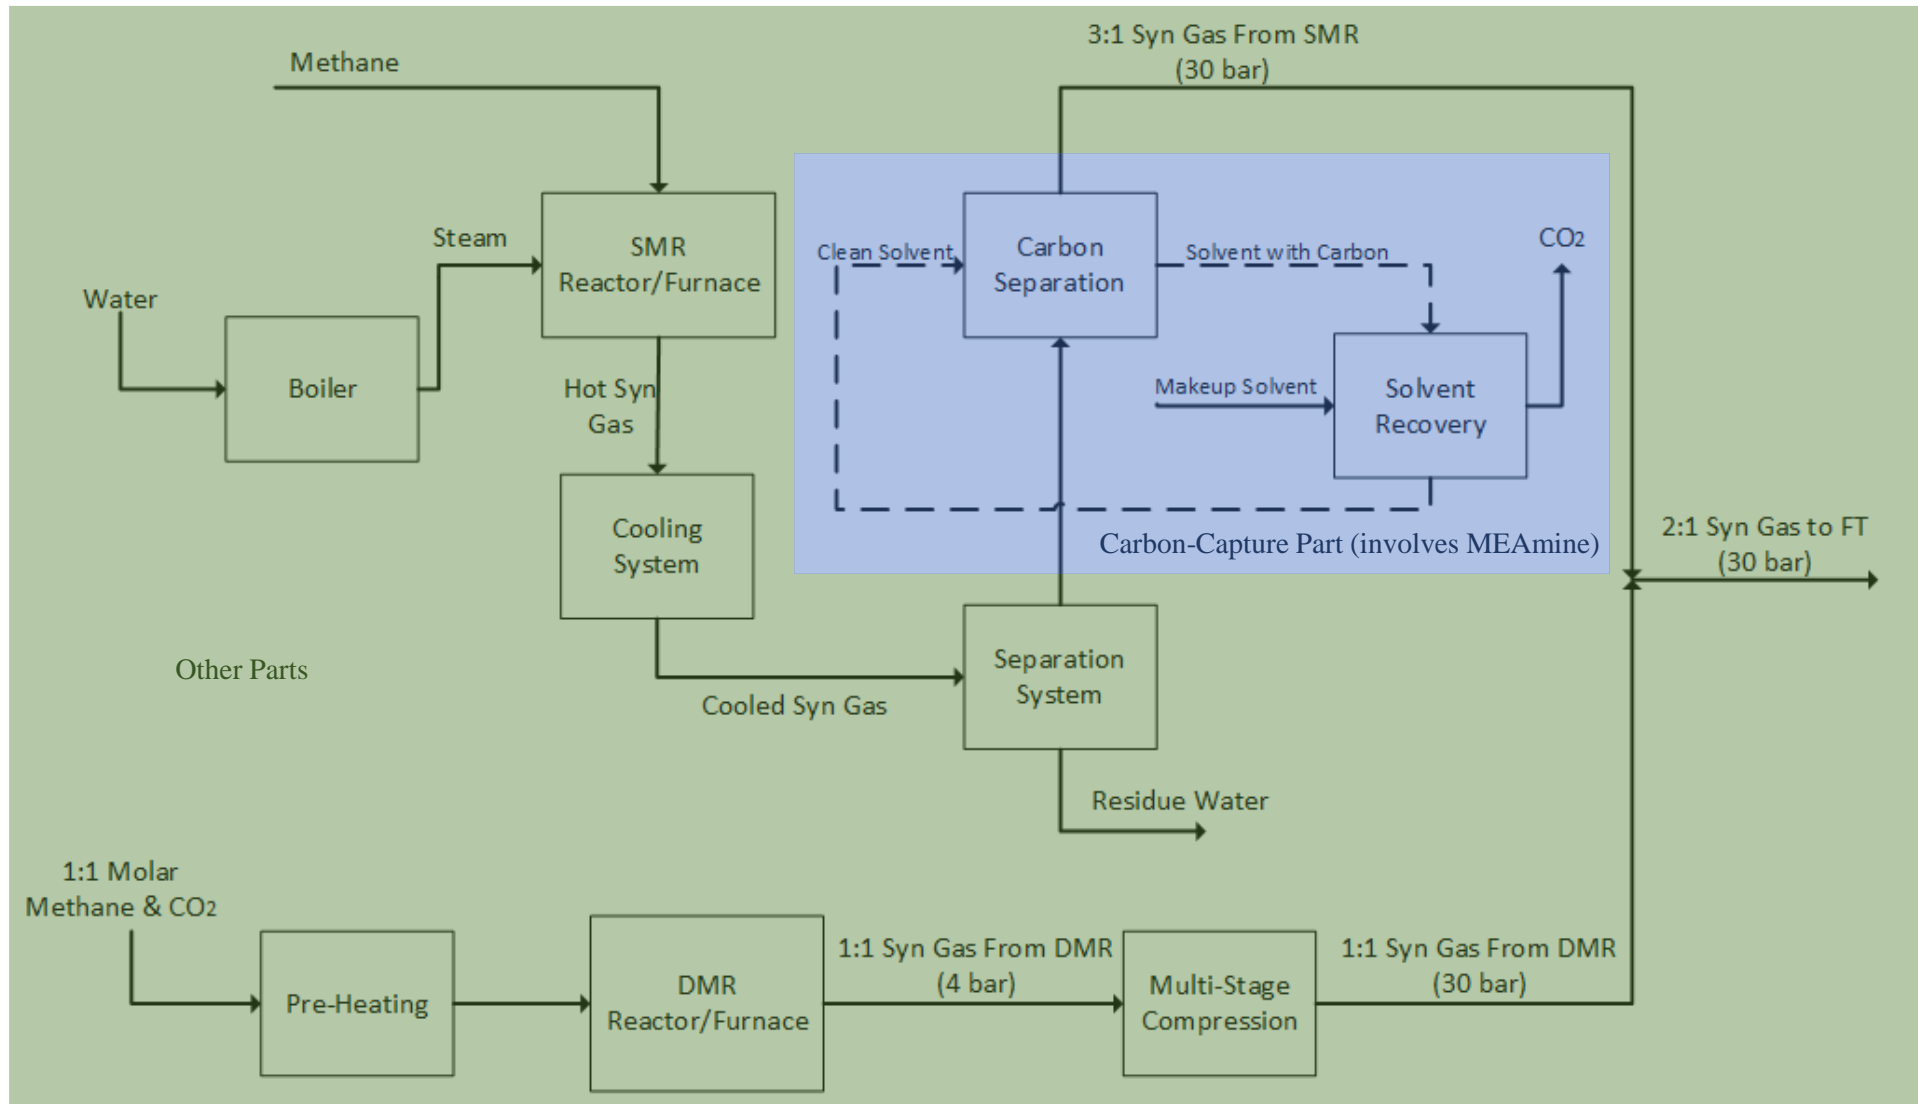 3:1 Syn Gas From SMR
(30 bar)
Methane
Steam
SMR
Reactor/Furnace
Clean Solvent
Carbon
Separation
Solvent with Carbon
CO2
Water
Boiler
Hot Syn
Gas
Makeup Solvent
Solvent
Recovery
Cooling
System
Carbon-Capture Part (involves MEAmine)
2:1 Syn Gas to FT
(30 bar)
Other Parts
Separation
System
Cooled Syn Gas
Residue Water
1:1 Molar
Methane & CO2
Pre-Heating
DMR
Reactor/Furnace
1:1 Syn Gas From DMR
(4 bar)
Multi-Stage
Compression
1:1 Syn Gas From DMR
(30 bar)